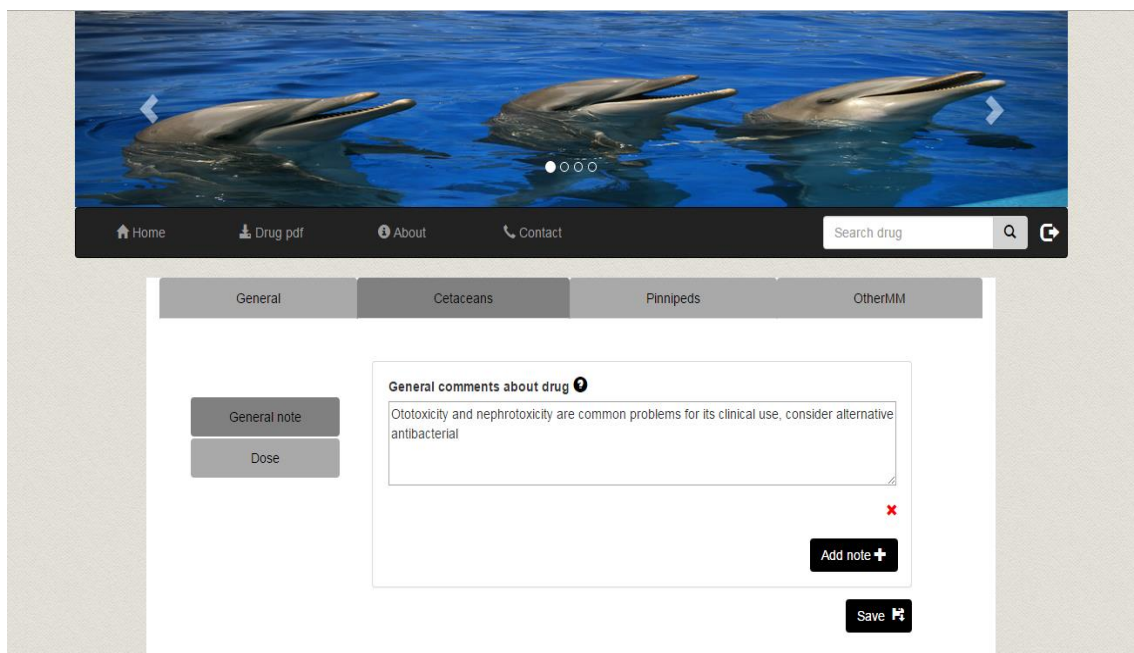 Home Drug pdf About Contact Search drug
General Cetaceans Pinnipeds OtherMM
General comments about drug
Ototoxicity and nephrotoxicity are common problems for its clinical use, consider alternative
antibacterial
General note
Dose
Add note
Save